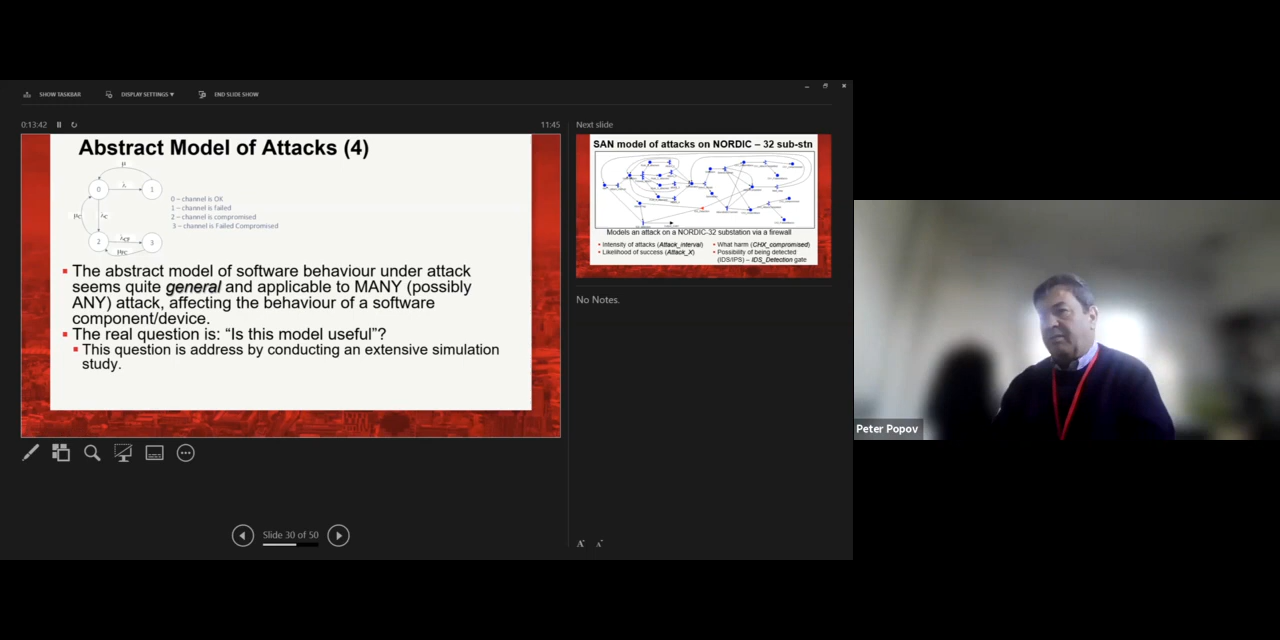 SHOW TASKBAR
DISPLAY SETTINGS ▼
END SLIDE SHOW
0:13:42
11:45
Next slide
Abstract Model of Attacks (4)
μ
0
λ
1
μc
λc
2
3
0 – channel is OK
1 – channel is failed
2 – channel is compromised
3 – channel is Failed Compromised
The abstract model of software behaviour under attack
seems quite general and applicable to MANY (possibly
ANY) attack, affecting the behaviour of a software
component/device.
The real question is: “Is this model useful”?
This question is address by conducting an extensive simulation
study.
SAN model of attacks on NORDIC – 32 sub-stn
Models an attack on a NORDIC-32 substation via a firewall
Intensity of attacks (Attack_interval)
Likelihood of success (Attack_X)
What harm (CHX_compromised)
Possibility of being detected
(IDS/IPS) – IDS_Detection gate
No Notes.
Slide 30 of 50
A
A
Peter Popov